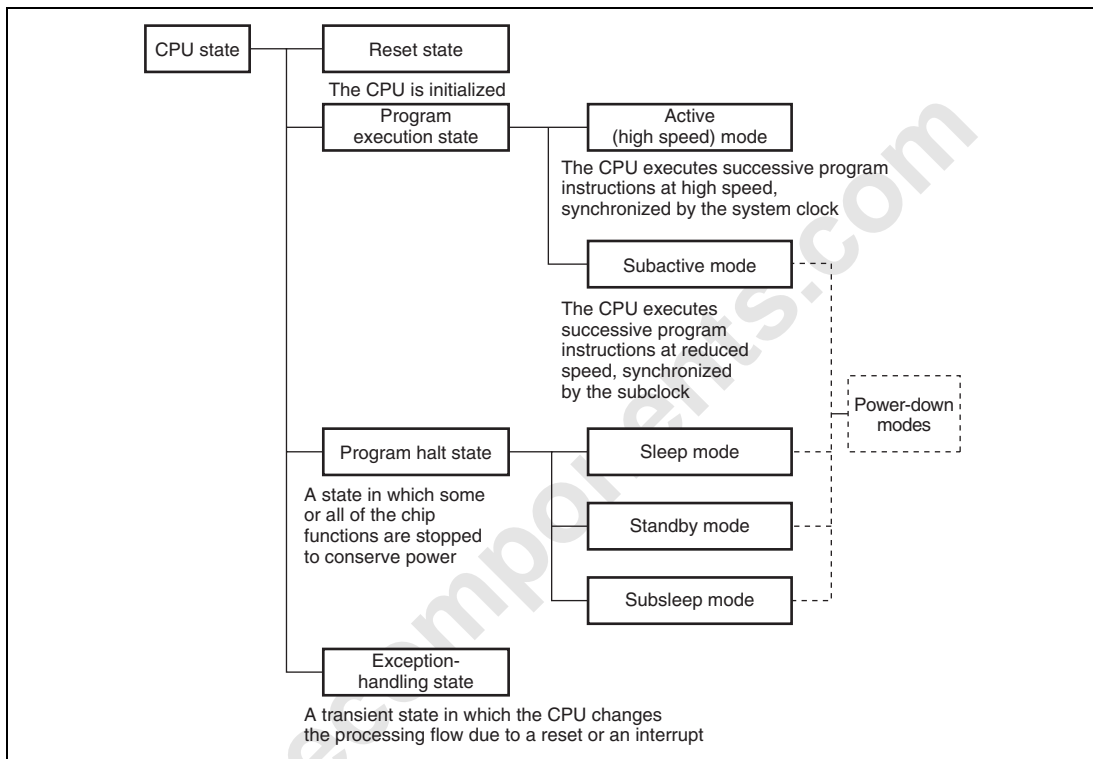 CPU state
Reset state
The CPU is initialized
Program
execution state
Active
(high speed) mode
The CPU executes successive program
instructions at high speed,
synchronized by the system clock
Subactive mode
The CPU executes
successive program
instructions at reduced
speed, synchronized
by the subclock
Power-down
modes
Program halt state
A state in which some
or all of the chip
functions are stopped
to conserve power
Sleep mode
Standby mode
Subsleep mode
Exception-
handling state
A transient state in which the CPU changes
the processing flow due to a reset or an interrupt
ecomponents.com